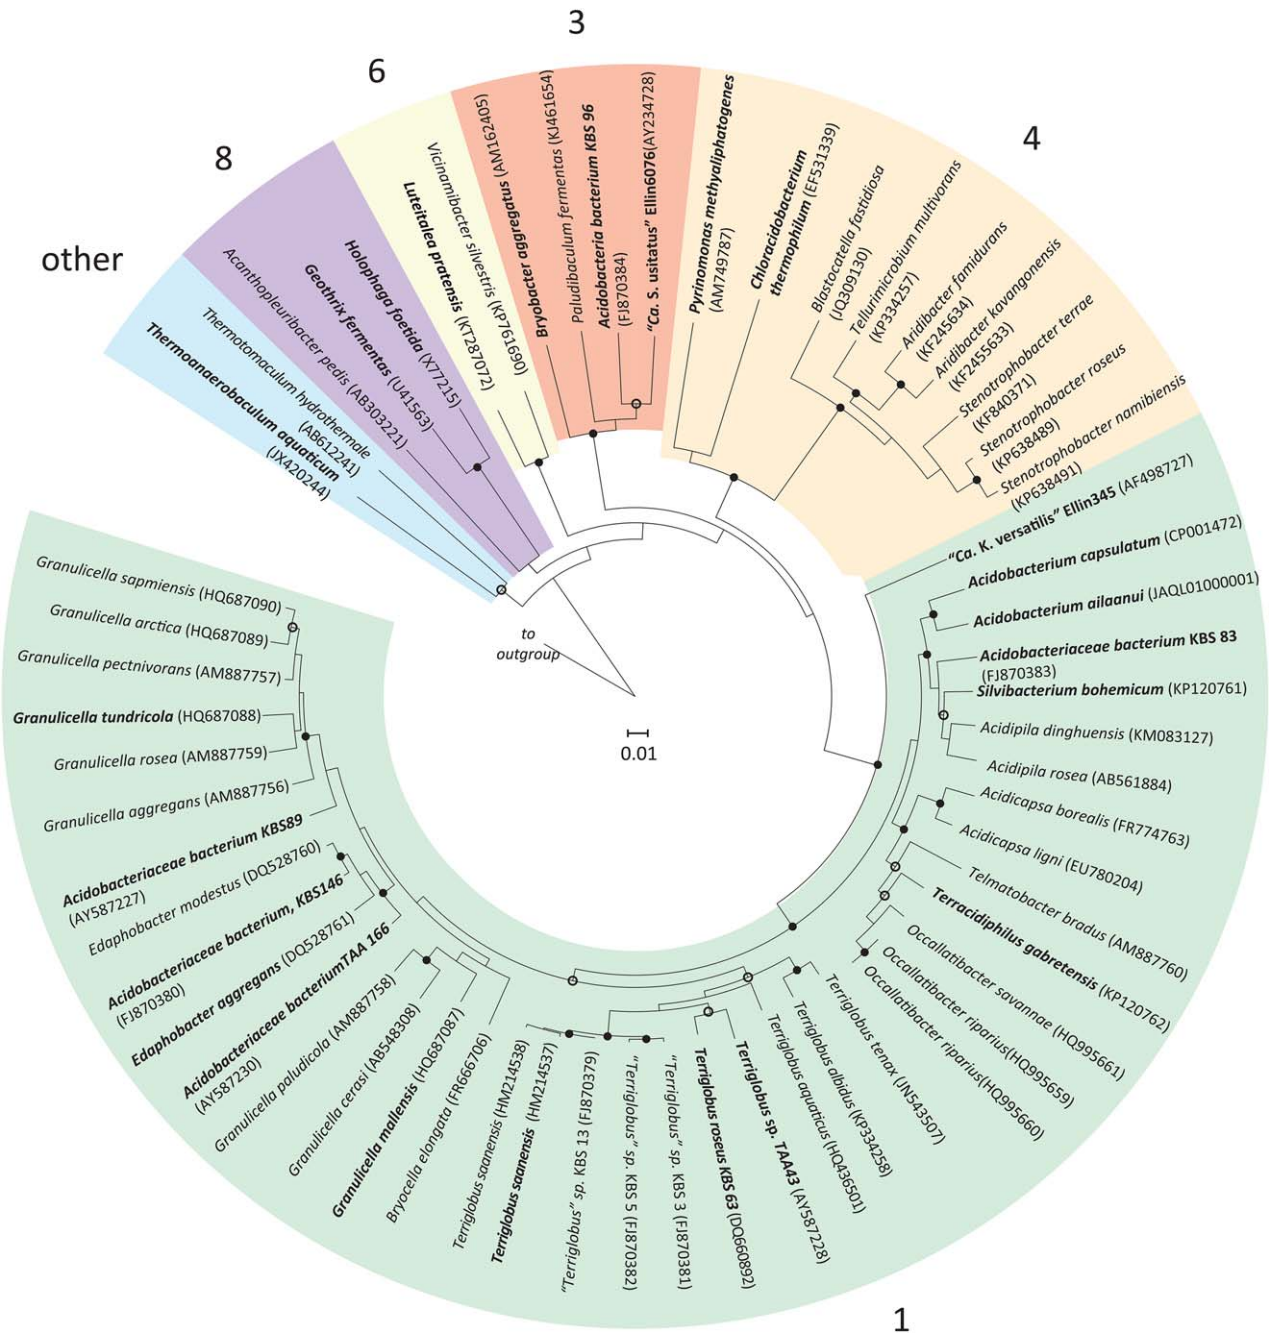 3
6
8
other
4
1
Thermoanaerobaculum aquaticum
(JX420244)
Thermotomaculum hydrothermale
(AB612241)
Acanthopleuribacter pedis (AB303221)
Geothrix fermentas (U41563)
Holophaga foetida (X77215)
Luteitalea pratensis (KT287072)
Vicinamibacter silvestris (KP761690)
Bryobacter aggregatus (AM162405)
Paludibaculum fermentas (KJ461654)
Acidobacteria bacterium KBS 96
(FJ870384)
"Ca. S. usitatus" Ellin6076(AY234728)
Pyrinomonas methyaliphatogenes
(AM749787)
Chloracidobacterium
thermophilum (EF531339)
Blastocatella fastidiosa
(JQ309130)
Tellurimicrobium multivorans
(KP334257)
Aridibacter famidurans
(KF245634)
Aridibacter kavangonensis
(KF2455633)
Stenotrophobacter terrae
(KF840371)
Stenotrophobacter roseus
(KP638489)
Stenotrophobacter namibiensis
(KP638491)
"Ca. K. versatilis" Ellin345 (AF498727)
Acidobacterium capsulatum (CP001472)
Acidobacterium ailaanui (JAQL01000001)
Acidobacteriaceae bacterium KBS 83
(FJ870383)
Silvibacterium bohemicum (KP120761)
Acidipila dinghuensis (KM083127)
Acidipila rosea (AB561884)
Acidicapsa borealis (FR774763)
Acidicapsa ligni (EU780204)
Telmatobacter bradus (AM887760)
Terracidiphilus gabretensis (KP120762)
Occallatibacter savannae (HQ995661)
Occallatibacter riparius(HQ995659)
Occallatibacter riparius(HQ995660)
Terriglobus tenax (JN543507)
Terriglobus albidus (KP334258)
Terriglobus aquaticus (HQ436501)
Terriglobus sp. TAA43 (AY587228)
Terriglobus roseus KBS 63 (DQ660892)
"Terriglobus" sp. KBS 3 (FJ870381)
"Terriglobus" sp. KBS 5 (FJ870382)
"Terriglobus" sp. KBS 13 (FJ870379)
Terriglobus saanensis (HM214537)
Terriglobus saanensis (HM214538)
Bryocella elongata (FR666706)
Granulicella mallensis (HQ687087)
Granulicella cerasi (AB548308)
Granulicella paludicola (AM887758)
Acidobacteriaceae bacteriumTAA 166
(AY587230)
Edaphobacter aggregans (DQ528761)
Acidobacteriaceae bacterium, KBS146
(FJ870380)
Edaphobacter modestus (DQ528760)
Acidobacteriaceae bacterium KBS89
(AY587227)
Granulicella aggregans (AM887756)
Granulicella rosea (AM887759)
Granulicella tundricola (HQ687088)
Granulicella pectnivorans (AM887757)
Granulicella arctica (HQ687089)
Granulicella sapmiensis (HQ687090)
to
outgroup
0.01